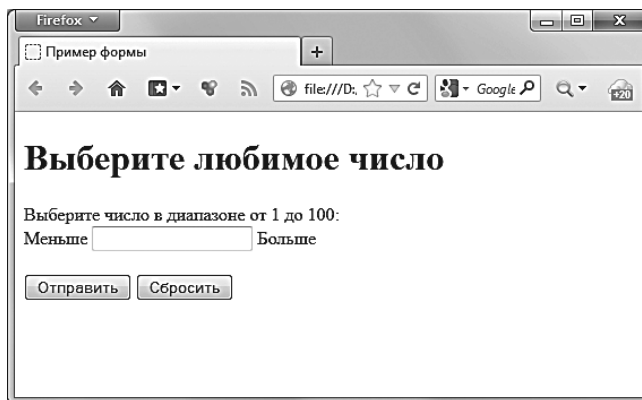 Firefox
Пример формы
+
file:///D:.
Google
+20
Выберите любимое число
Выберите число в диапазоне от 1 до 100:
Меньше Больше
Отправить Сбросить